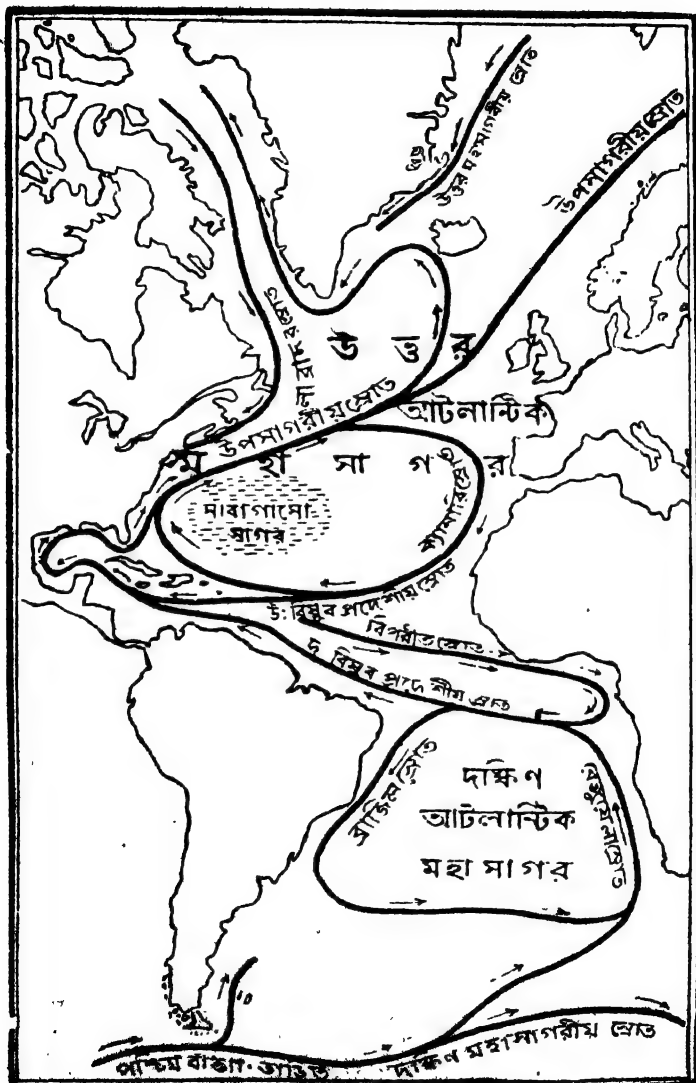 উত্তর মহাসাগরীয় স্রোত
উপসাগরীয় স্রোত
উত্তর
উপসাগরীয় স্রোত
আটলান্টিক
মহাসাগর
সাগর
উঃ বিষুব প্রদেশীয় স্রোত
বিপরীত স্রোত
দ বিষুব প্রদেশীয় স্রোত
ব্রাজিল স্রোত
দক্ষিণ
আটলান্টিক
মহাসাগর
পশ্চিম
দক্ষিণ মহাসাগরীয় স্রোত